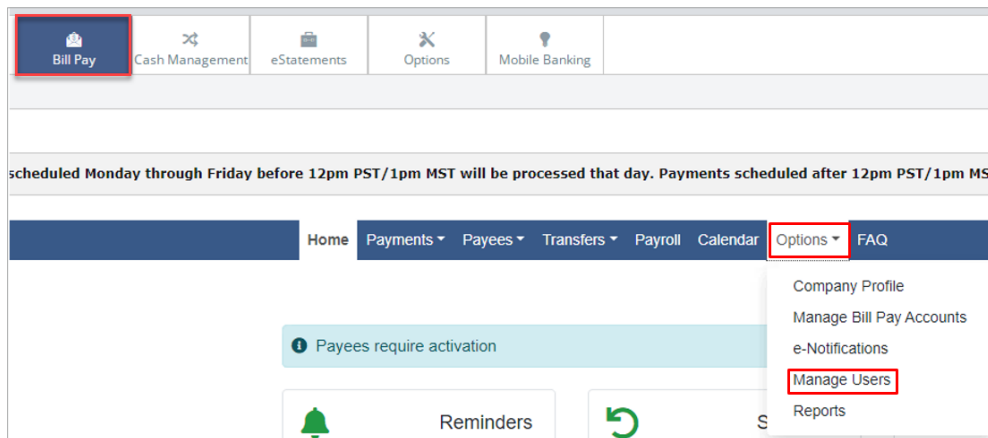 Bill Pay
Cash Management
eStatements
Options
Mobile Banking
scheduled Monday through Friday before 12pm PST/1pm MST will be processed that day. Payments scheduled after 12pm PST/1pm MS
Home Payments Payees Transfers Payroll Calendar Options FAQ
Company Profile
Manage Bill Pay Accounts
e-Notifications
Manage Users
Reports
Payees require activation
Reminders
S